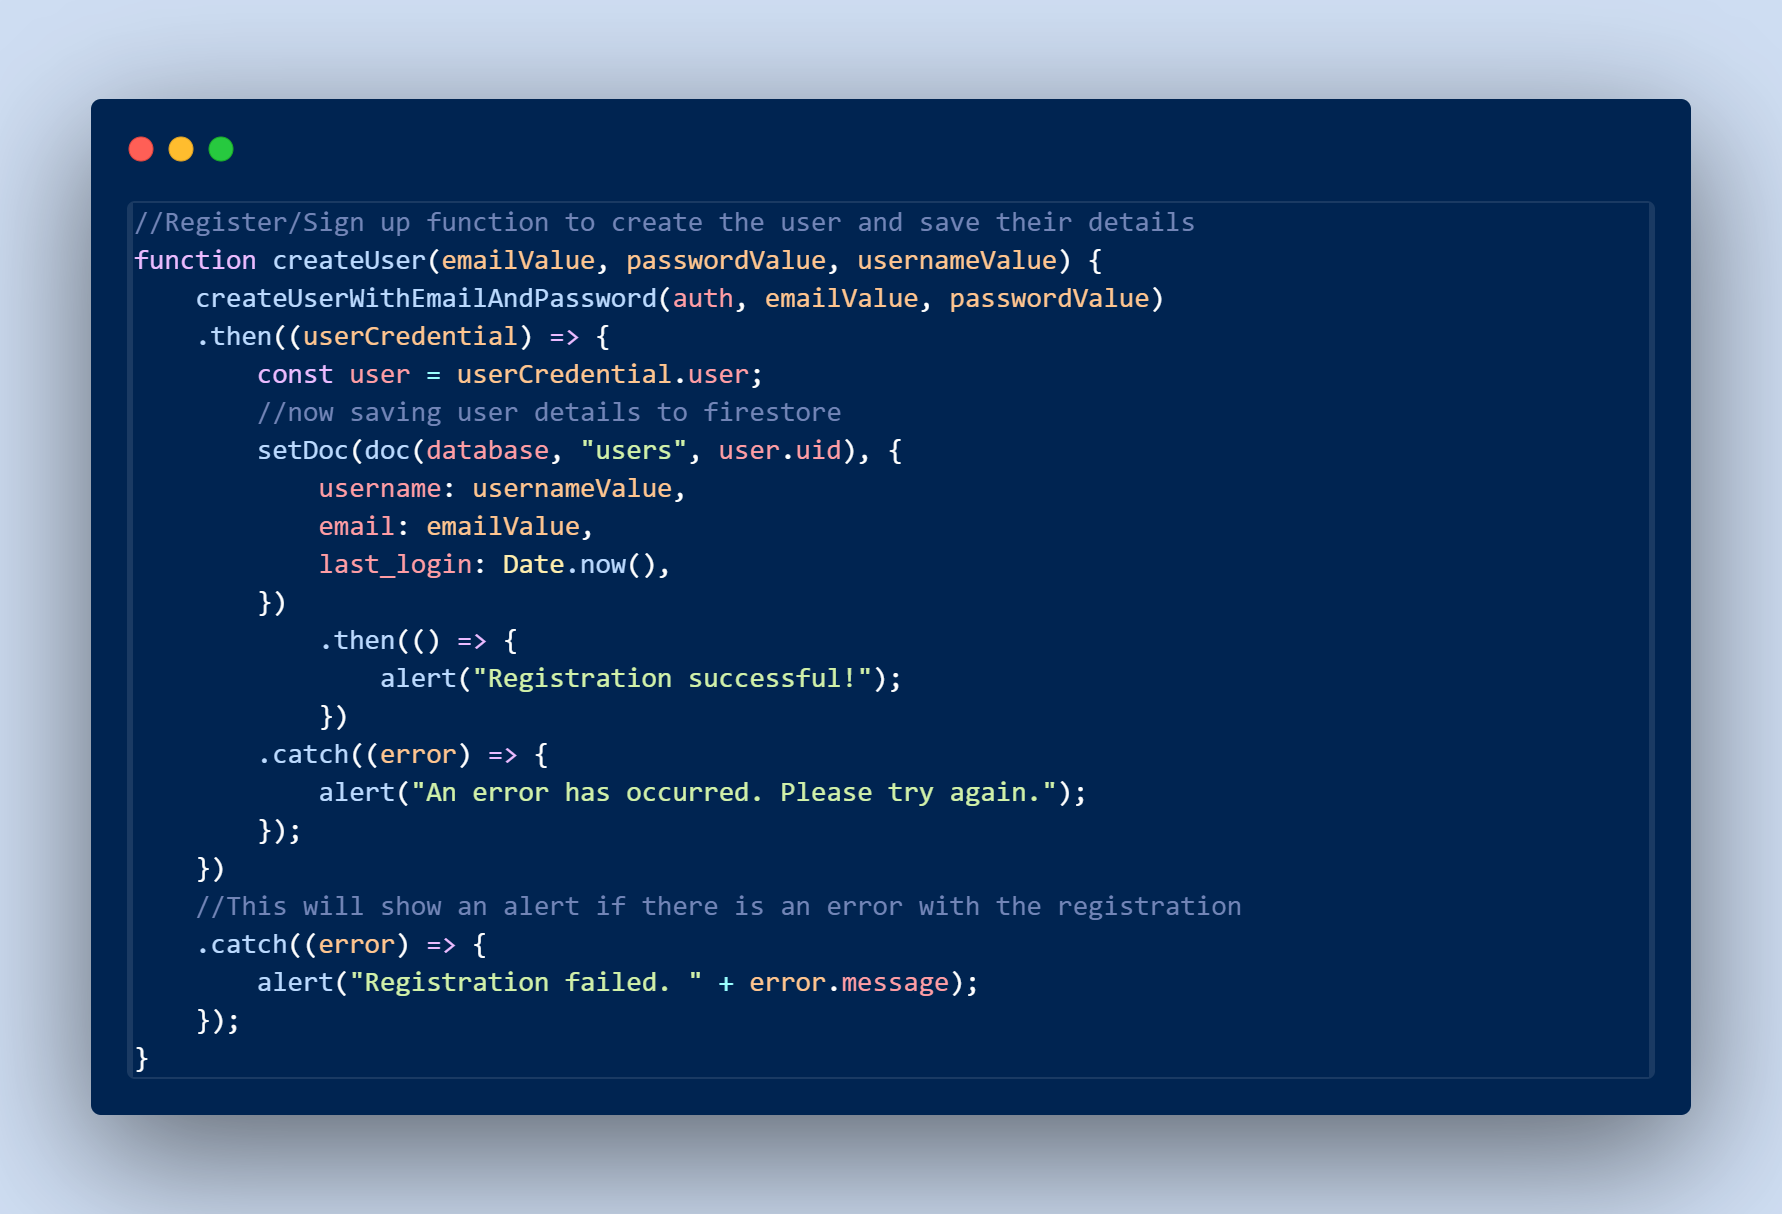 //Register/Sign up function to create the user and save their details
function createUser(emailValue, passwordValue, usernameValue) {
    createUserWithEmailAndPassword(auth, emailValue, passwordValue)
    .then((userCredential) => {
        const user = userCredential.user;
        //now saving user details to firestore
        setDoc(doc(database, "users", user.uid), {
            username: usernameValue,
            email: emailValue,
            last_login: Date.now(),
        })
            .then(() => {
                alert("Registration successful!");
            })
        .catch((error) => {
            alert("An error has occurred. Please try again.");
        });
    })
    //This will show an alert if there is an error with the registration
    .catch((error) => {
        alert("Registration failed. " + error.message);
    });
}